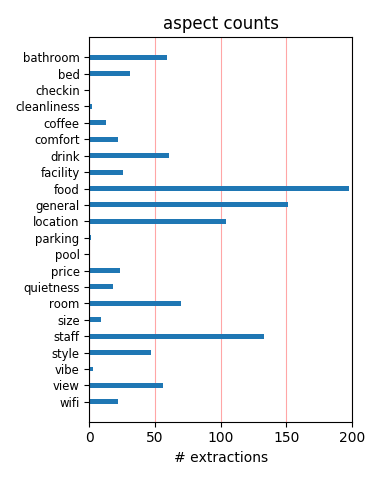 aspect counts
bathroom
bed
checkin
cleanliness
coffee
comfort
drink
facility
food
general
location
parking
pool
price
quietness
room
size
staff
style
vibe
view
wifi
0 50 100 150 200
# extractions